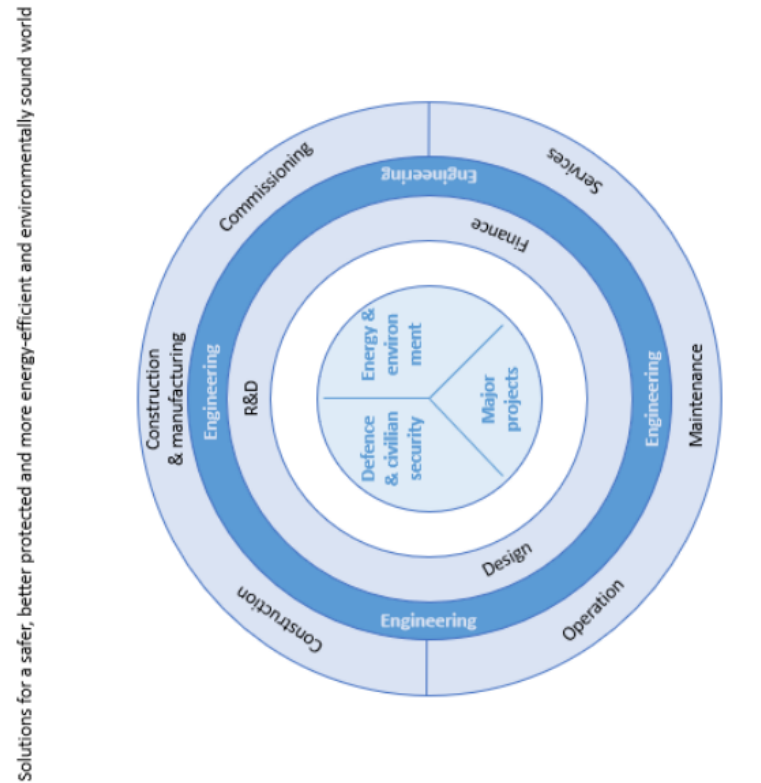 Solutions for a safer, better protected and more energy-efficient and environmentally sound world
Construction
& manufacturing
Commissioning
Services
Maintenance
Operation
Construction
Engineering
Engineering
Engineering
Engineering
R&D
Finance
Design
Defence
& civilian
security
Energy &
environ
ment
Major
projects